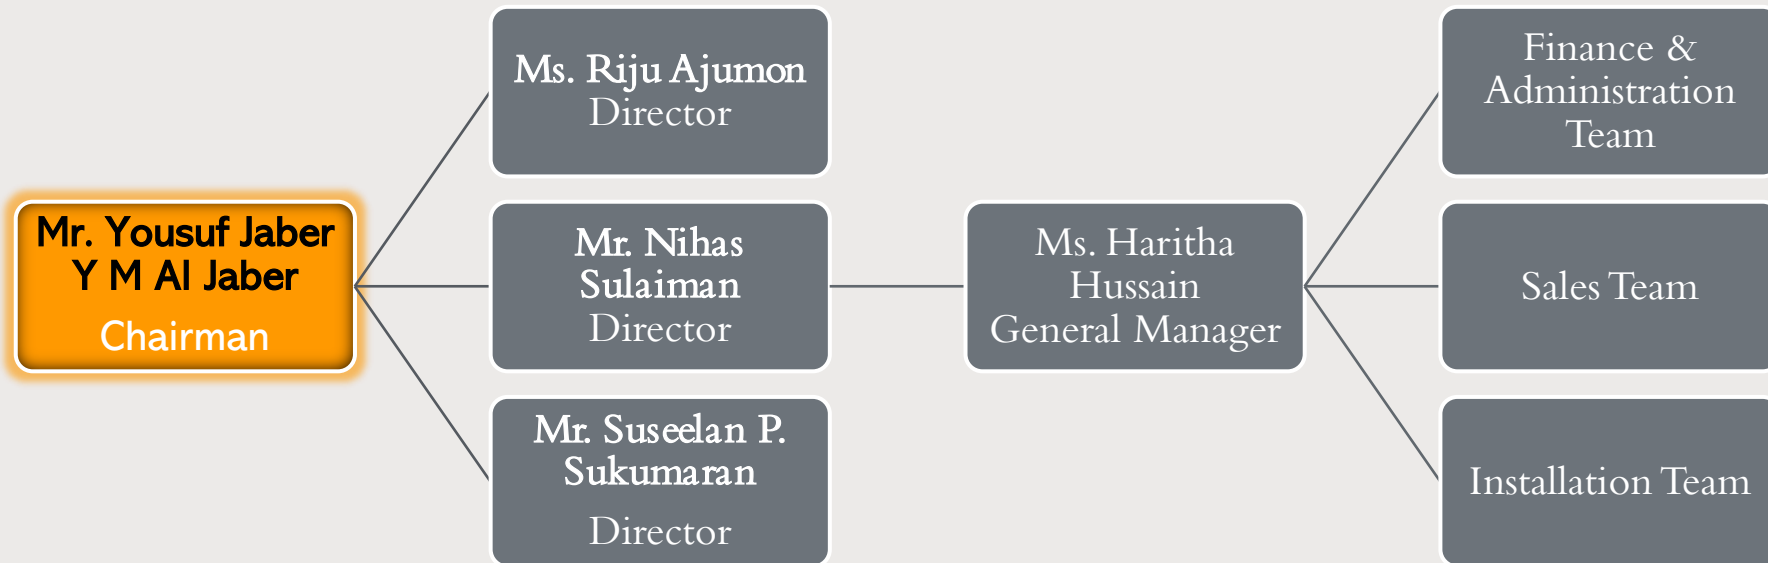 Mr. Yousuf Jaber
Y M Al Jaber
Chairman
Ms. Riju Ajumon
Director
Mr. Nihas
Sulaiman
Director
Mr. Suseelan P.
Sukumaran
Director
Ms. Haritha
Hussain
General Manager
Finance &
Administration
Team
Sales Team
Installation Team